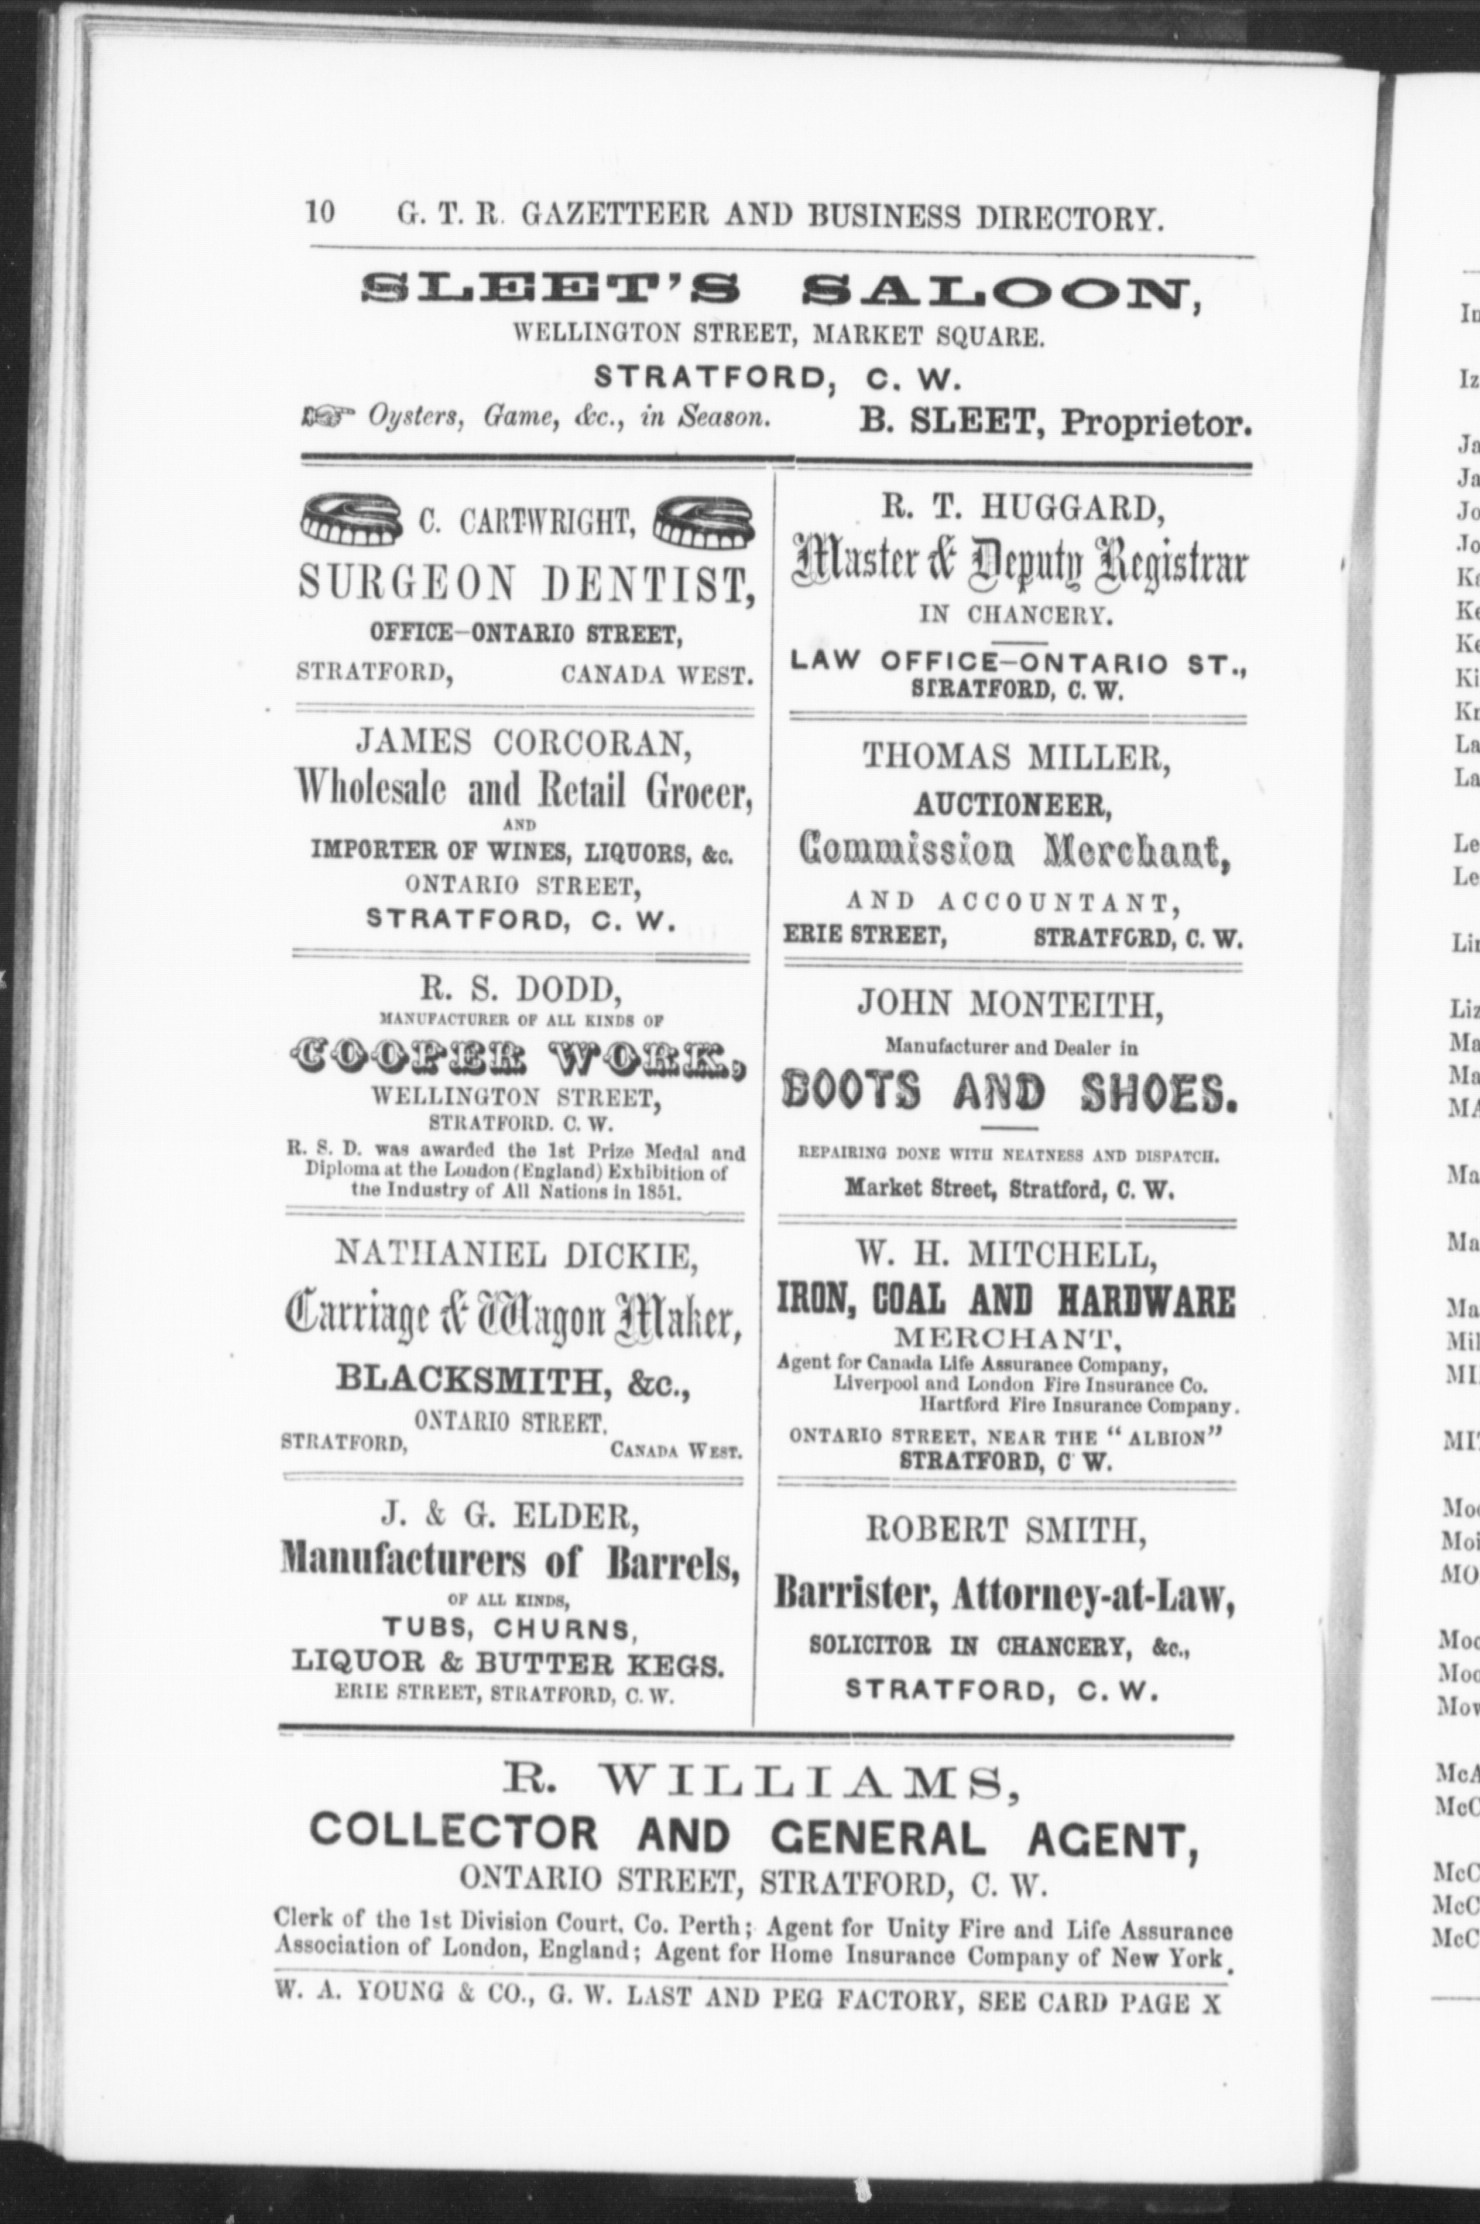 10 G. T. R. GAZETTEER AND BUSINESS DIRECTORY.
SLEET'S SALOON,
WELLINGTON STREET, MARKET SQUARE.
STRATFORD, C. W.
☞ Oysters, Game, &c., in Season. B. SLEET, Proprietor.
C. CARTWRIGHT,
SURGEON DENTIST,
OFFICE—ONTARIO STREET,
STRATFORD, CANADA WEST.
JAMES CORCORAN,
Wholesale and Retail Grocer,
AND
IMPORTER OF WINES, LIQUORS, &c.
ONTARIO STREET,
STRATFORD, C. W.
R. S. DODD,
MANUFACTURER OF ALL KINDS OF
COOPER WORK,
WELLINGTON STREET,
STRATFORD. C. W.
R. S. D. was awarded the 1st Prize Medal and
Diploma at the London (England) Exhibition of
the Industry of All Nations in 1851.
NATHANIEL DICKIE,
Carriage & Wagon Maker,
BLACKSMITH, &c.,
ONTARIO STREET.
STRATFORD, CANADA WEST.
J. & G. ELDER,
Manufacturers of Barrels,
OF ALL KINDS,
TUBS, CHURNS,
LIQUOR & BUTTER KEGS.
ERIE STREET, STRATFORD, C. W.
R. T. HUGGARD,
Master & Deputy Registrar
IN CHANCERY.
LAW OFFICE—ONTARIO ST.,
STRATFORD, C. W.
THOMAS MILLER,
AUCTIONEER,
Commission Merchant,
AND ACCOUNTANT,
ERIE STREET, STRATFORD, C. W.
JOHN MONTEITH,
Manufacturer and Dealer in
BOOTS AND SHOES.
REPAIRING DONE WITH NEATNESS AND DISPATCH.
Market Street, Stratford, C. W.
W. H. MITCHELL,
IRON, COAL AND HARDWARE
MERCHANT,
Agent for Canada Life Assurance Company,
Liverpool and London Fire Insurance Co.
Hartford Fire Insurance Company.
ONTARIO STREET, NEAR THE "ALBION"
STRATFORD, C W.
ROBERT SMITH,
Barrister, Attorney-at-Law,
SOLICITOR IN CHANCERY, &c.,
STRATFORD, C. W.
R. WILLIAMS,
COLLECTOR AND GENERAL AGENT,
ONTARIO STREET, STRATFORD, C. W.
Clerk of the 1st Division Court, Co. Perth; Agent for Unity Fire and Life Assurance
Association of London, England; Agent for Home Insurance Company of New York.
W. A. YOUNG & CO., G. W. LAST AND PEG FACTORY, SEE CARD PAGE X